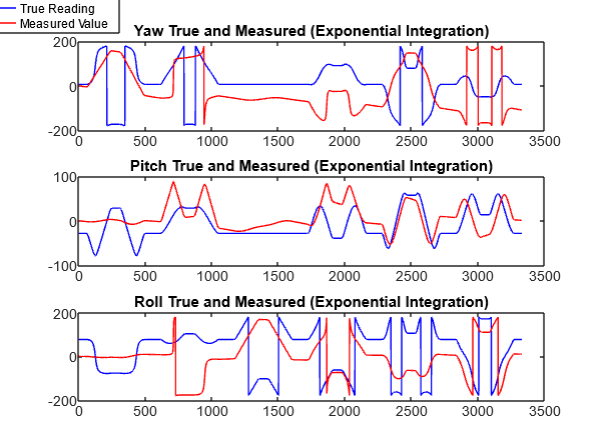 True Reading
Measured Value
Yaw True and Measured (Exponential Integration)
200
0
-200
0 500 1000 1500 2000 2500 3000 3500
Pitch True and Measured (Exponential Integration)
100
0
-100
0 500 1000 1500 2000 2500 3000 3500
Roll True and Measured (Exponential Integration)
200
0
-200
0 500 1000 1500 2000 2500 3000 3500